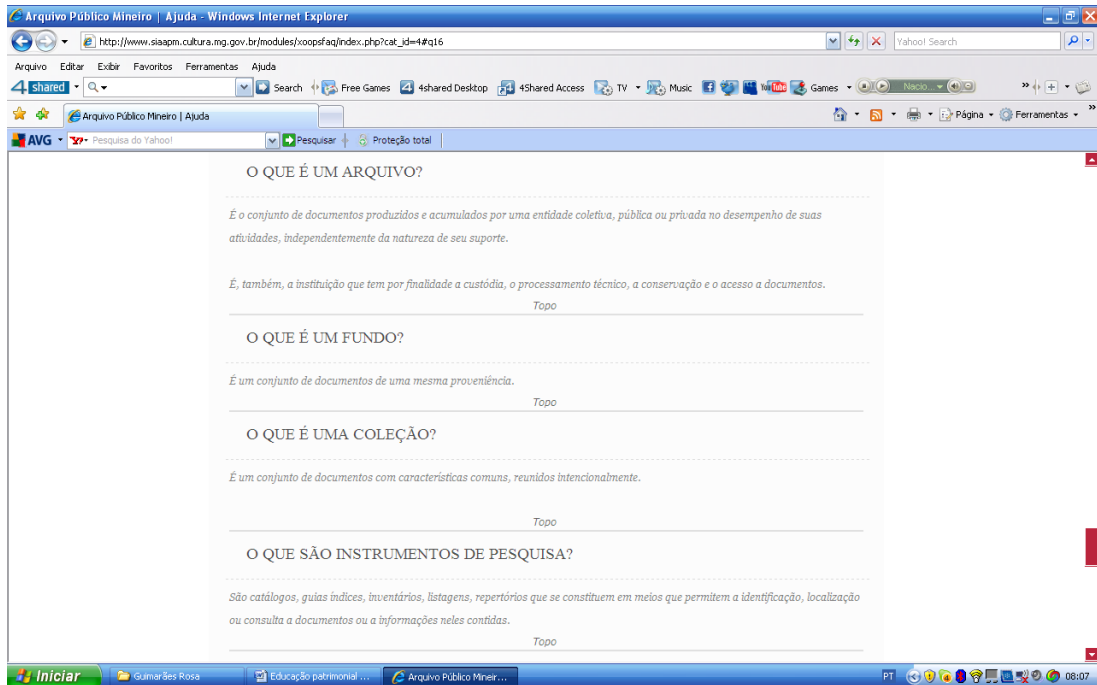 Arquivo Público Mineiro | Ajuda - Windows Internet Explorer
http://www.siaapm.cultura.mg.gov.br/modules/xoopsfaq/index.php?cat_id=4#q16
Yahoo! Search
Arquivo Editar Exibir Favoritos Ferramentas Ajuda
4 shared Search Free Games 4shared Desktop 4Shared Access TV Music You Tube Games Nacio...
Arquivo Público Mineiro | Ajuda Página Ferramentas
AVG Y! Pesquisa do Yahoo! Pesquisar Proteção total
O QUE É UM ARQUIVO?
É o conjunto de documentos produzidos e acumulados por uma entidade coletiva, pública ou privada no desempenho de suas
atividades, independentemente da natureza de seu suporte.
É, também, a instituição que tem por finalidade a custódia, o processamento técnico, a conservação e o acesso a documentos.
Topo
O QUE É UM FUNDO?
É um conjunto de documentos de uma mesma proveniência.
Topo
O QUE É UMA COLEÇÃO?
É um conjunto de documentos com características comuns, reunidos intencionalmente.
Topo
O QUE SÃO INSTRUMENTOS DE PESQUISA?
São catálogos, guias índices, inventários, listagens, repertórios que se constituem em meios que permitem a identificação, localização
ou consulta a documentos ou a informações neles contidas.
Topo
Iniciar Guimarães Rosa Educação patrimonial ... Arquivo Público Mineir... PT 08:07